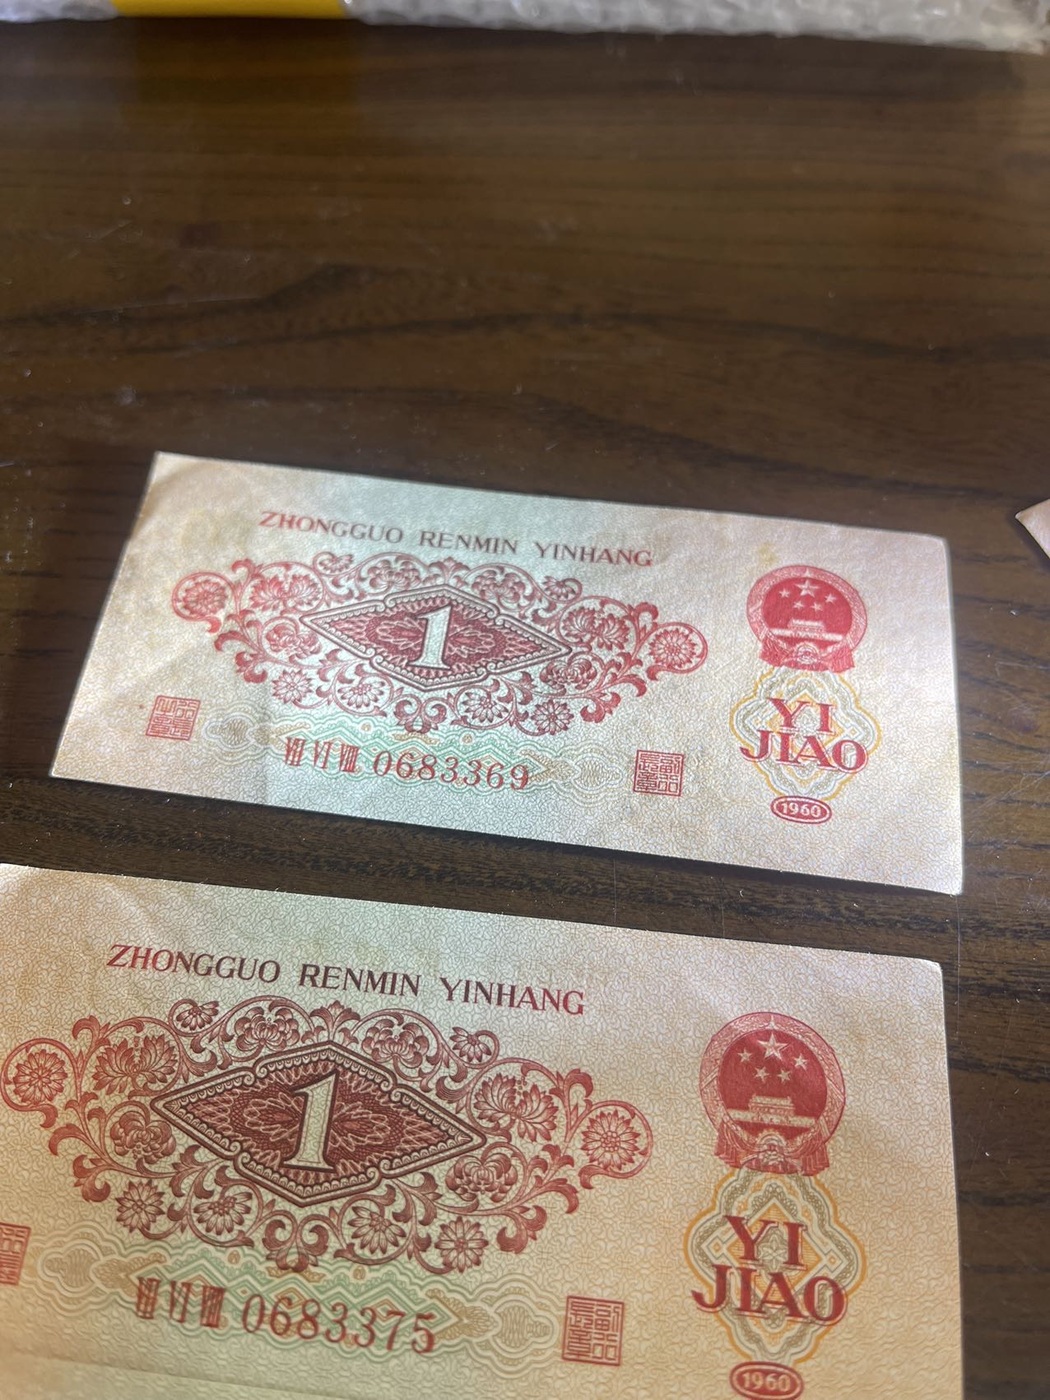 ZHONGGUO RENMIN YINHANG
1
YI
JIAO
VII VI VIII 0683369
1960
ZHONGGUO RENMIN YINHANG
1
YI
JIAO
VIII VI VIII 0683375
1960